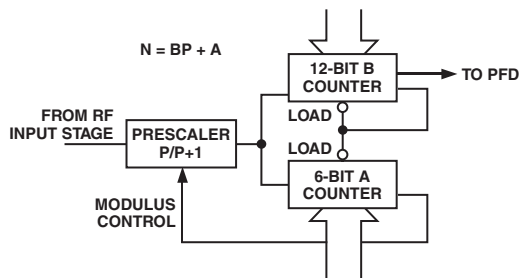 N = BP + A
12-BIT B
COUNTER
TO PFD
LOAD
FROM RF
INPUT STAGE
PRESCALER
P/P+1
LOAD
6-BIT A
COUNTER
MODULUS
CONTROL